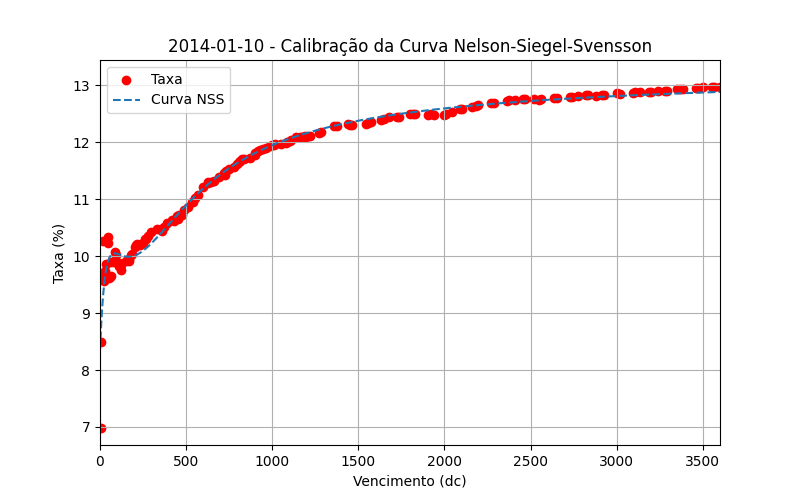 2014-01-10 - Calibração da Curva Nelson-Siegel-Svensson
Taxa
Curva NSS
Taxa (%)
13
12
11
10
9
8
7
0 500 1000 1500 2000 2500 3000 3500
Vencimento (dc)